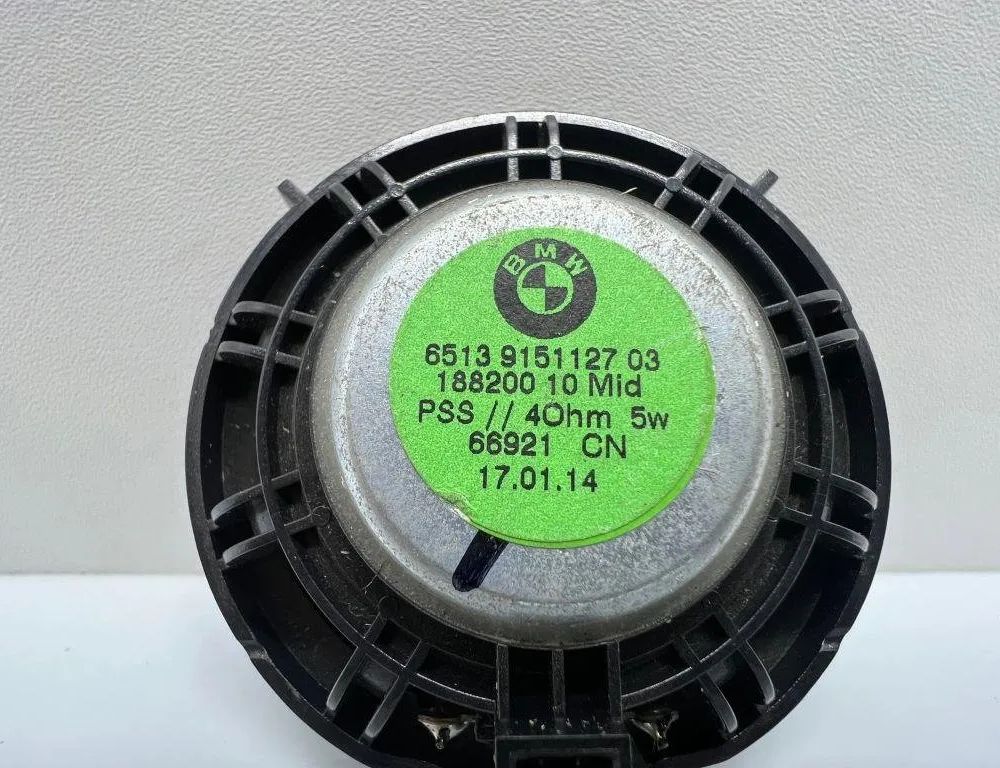 BMW
6513 9151127 03
188200 10 Mid
PSS // 4Ohm 5w
66921 CN
17.01.14